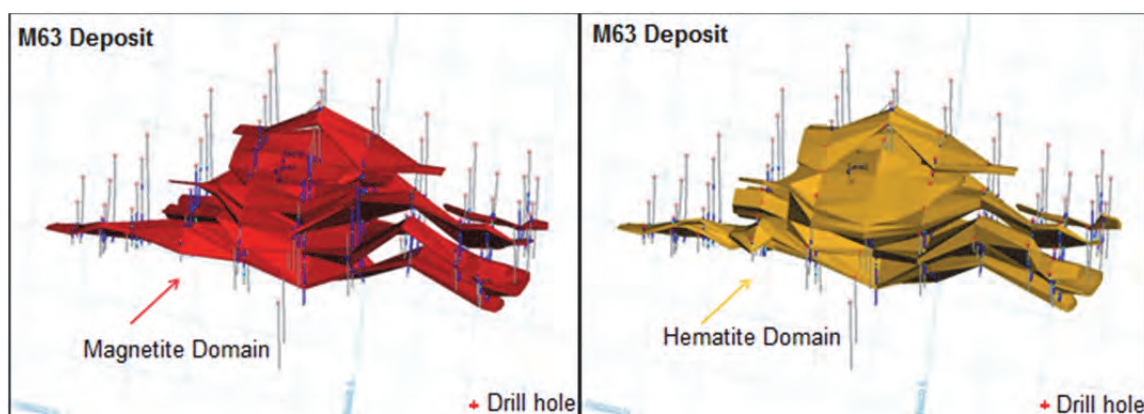 M63 Deposit
Magnetite Domain
+ Drill hole
M63 Deposit
Hematite Domain
+ Drill hole